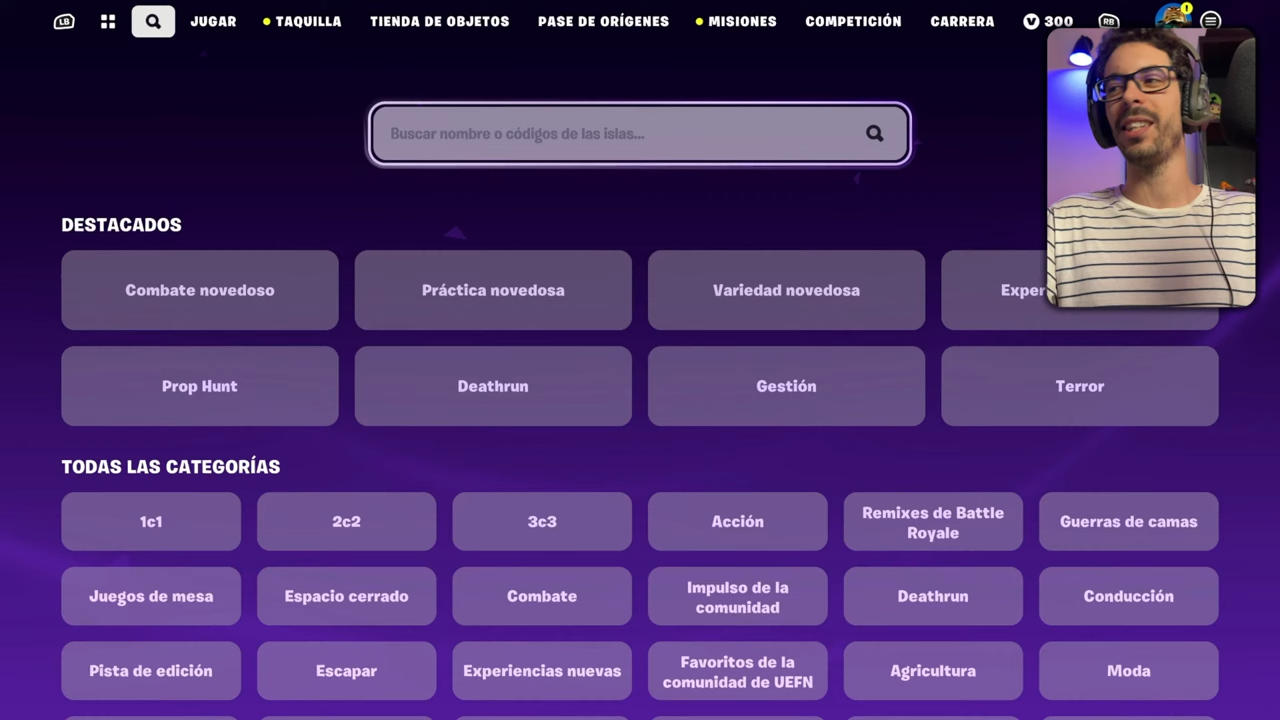 LB JUGAR TAQUILLA TIENDA DE OBJETOS PASE DE ORÍGENES MISIONES COMPETICIÓN CARRERA V 300 RB !
Buscar nombre o códigos de las islas...
DESTACADOS
Combate novedoso Práctica novedosa Variedad novedosa Exper
Prop Hunt Deathrun Gestión Terror
TODAS LAS CATEGORÍAS
1c1 2c2 3c3 Acción Remixes de Battle Royale Guerras de camas
Juegos de mesa Espacio cerrado Combate Impulso de la comunidad Deathrun Conducción
Pista de edición Escapar Experiencias nuevas Favoritos de la comunidad de UEFN Agricultura Moda